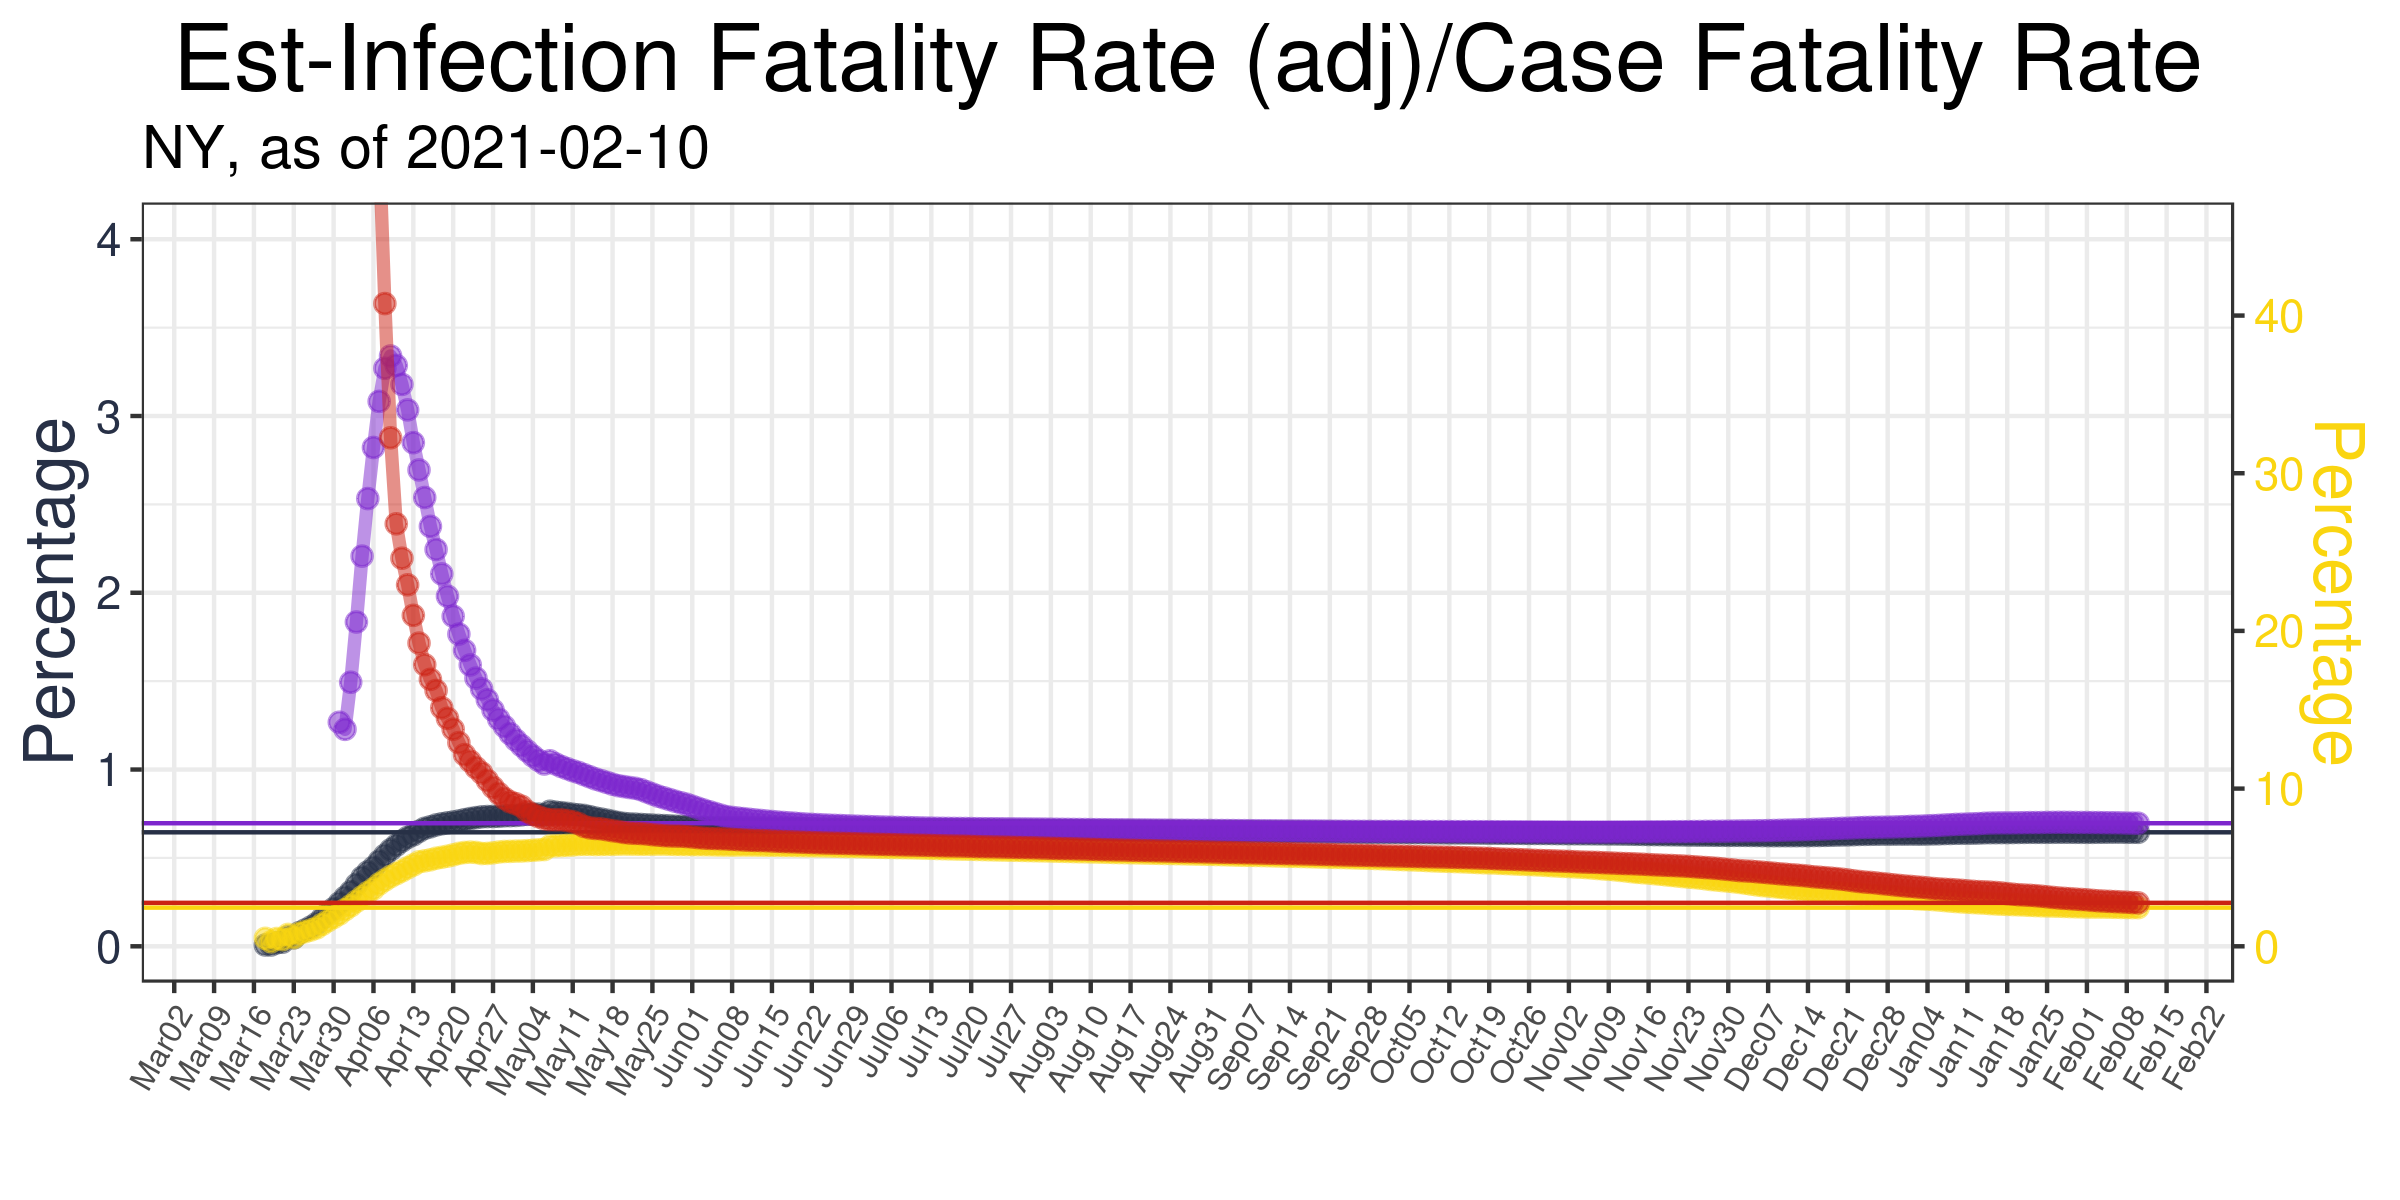 Est-Infection Fatality Rate (adj)/Case Fatality Rate
NY, as of 2021-02-10
Percentage
4
3
2
1
0
40
30
20
10
0
Percentage
Mar02
Mar09
Mar16
Mar23
Mar30
Apr06
Apr13
Apr20
Apr27
May04
May11
May18
May25
Jun01
Jun08
Jun15
Jun22
Jun29
Jul06
Jul13
Jul20
Jul27
Aug03
Aug10
Aug17
Aug24
Aug31
Sep07
Sep14
Sep21
Sep28
Oct05
Oct12
Oct19
Oct26
Nov02
Nov09
Nov16
Nov23
Nov30
Dec07
Dec14
Dec21
Dec28
Jan04
Jan11
Jan18
Jan25
Feb01
Feb08
Feb15
Feb22